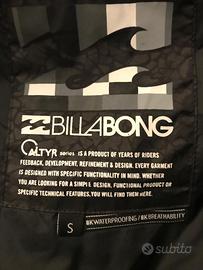 BILLABONG
ALTYR series IS A PRODUCT OF YEARS OF RIDERS
FEEDBACK, DEVELOPMENT, REFINEMENT & DESIGN. EVERY GARMENT
IS DESIGNED WITH SPECIFIC FUNCTIONALITY IN MIND. WHETHER
YOU ARE LOOKING FOR A SIMPLE DESIGN, FUNCTIONAL PRODUCT OR
SPECIFIC TECHNICAL FEATURES.YOU WILL FIND THEM HERE.
S
8K WATERPROOFING / 8K BREATHABILITY
subito